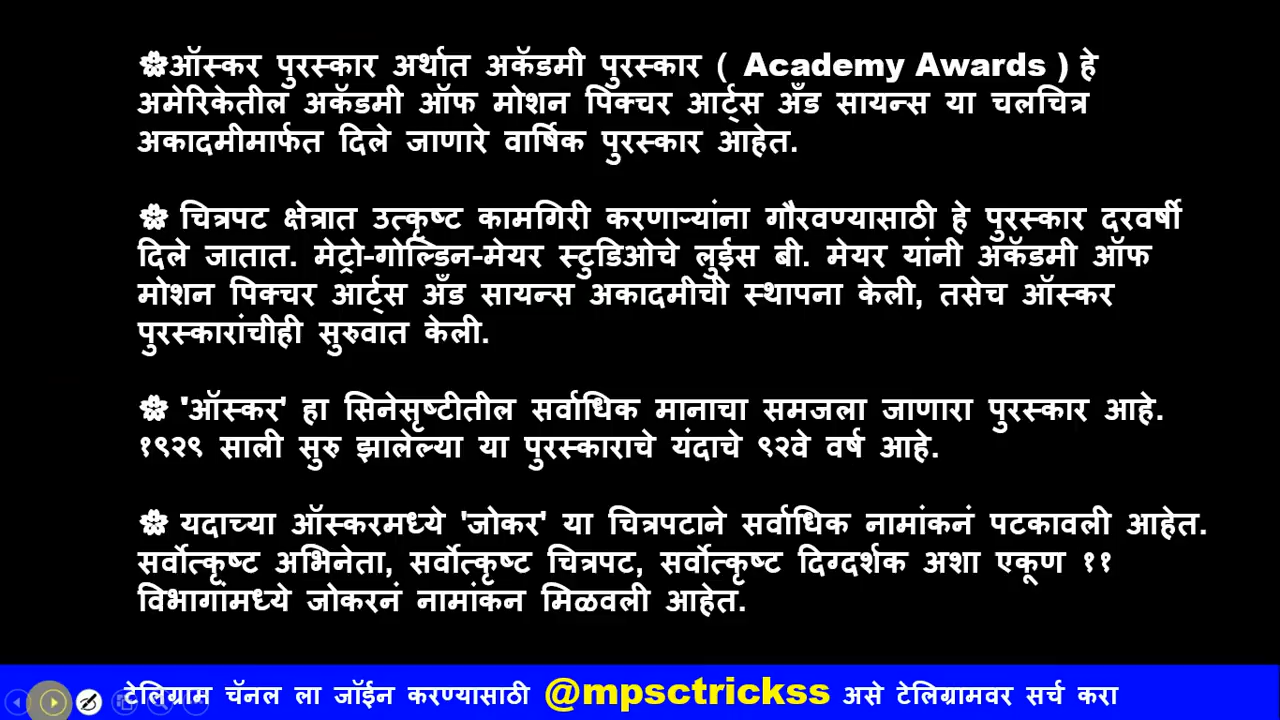 🌼ऑस्कर पुरस्कार अर्थात अकॅडमी पुरस्कार ( Academy Awards ) हे
अमेरिकेतील अकॅडमी ऑफ मोशन पिक्चर आर्ट्स अँड सायन्स या चलचित्र
अकादमीमार्फत दिले जाणारे वार्षिक पुरस्कार आहेत.
🌼 चित्रपट क्षेत्रात उत्कृष्ट कामगिरी करणाऱ्यांना गौरवण्यासाठी हे पुरस्कार दरवर्षी
दिले जातात. मेट्रो-गोल्डिन-मेयर स्टुडिओचे लुईस बी. मेयर यांनी अकॅडमी ऑफ
मोशन पिक्चर आर्ट्स अँड सायन्स अकादमीची स्थापना केली, तसेच ऑस्कर
पुरस्कारांचीही सुरुवात केली.
🌼 'ऑस्कर' हा सिनेसृष्टीतील सर्वाधिक मानाचा समजला जाणारा पुरस्कार आहे.
१९२९ साली सुरु झालेल्या या पुरस्काराचे यंदाचे ९२वे वर्ष आहे.
🌼 यदाच्या ऑस्करमध्ये 'जोकर' या चित्रपटाने सर्वाधिक नामांकनं पटकावली आहेत.
सर्वोत्कृष्ट अभिनेता, सर्वोत्कृष्ट चित्रपट, सर्वोत्कृष्ट दिग्दर्शक अशा एकूण ११
विभागांमध्ये जोकरनं नामांकन मिळवली आहेत.
टेलिग्राम चॅनल ला जॉईन करण्यासाठी @mpsctrickss असे टेलिग्रामवर सर्च करा